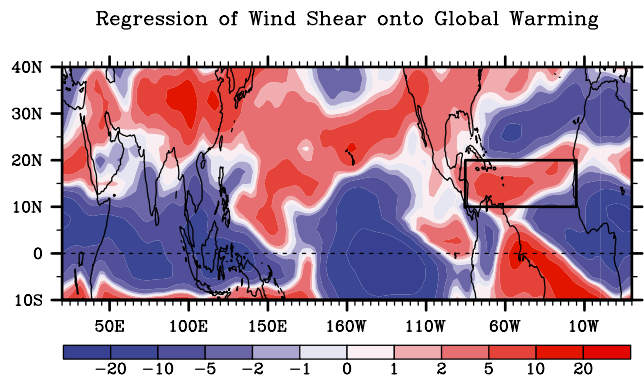 Regression of Wind Shear onto Global Warming
40N
30N
20N
10N
0
10S
50E 100E 150E 160W 110W 60W 10W
-20 -10 -5 -2 -1 0 1 2 5 10 20